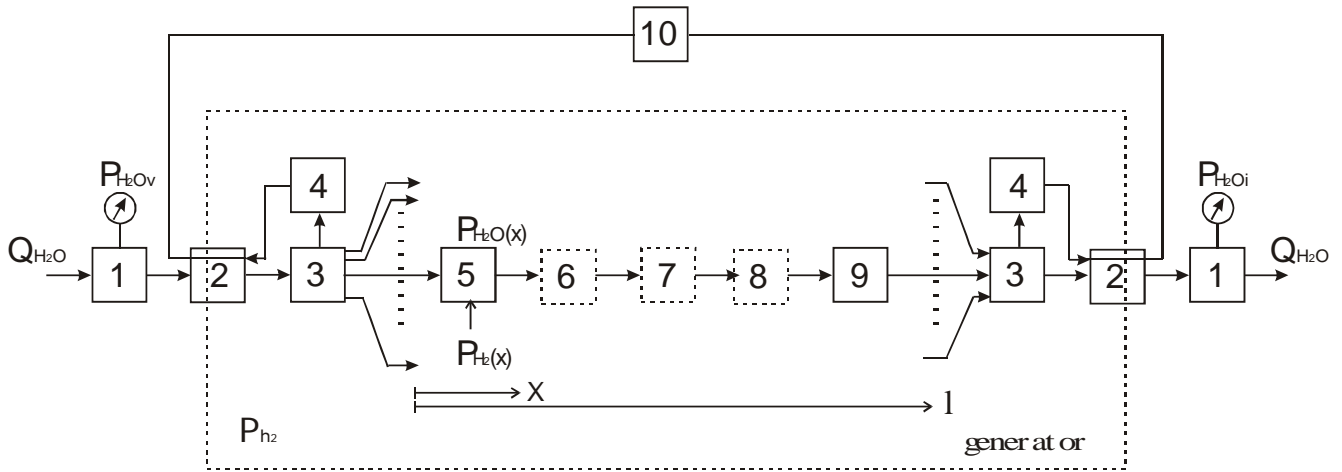 10
P_H₂Ov
4
4
P_H₂Oi
Q_H₂O
1
2
3
P_H₂O(x)
5
6
7
8
9
3
2
1
Q_H₂O
P_H₂(x)
X
l
P_h₂
generator